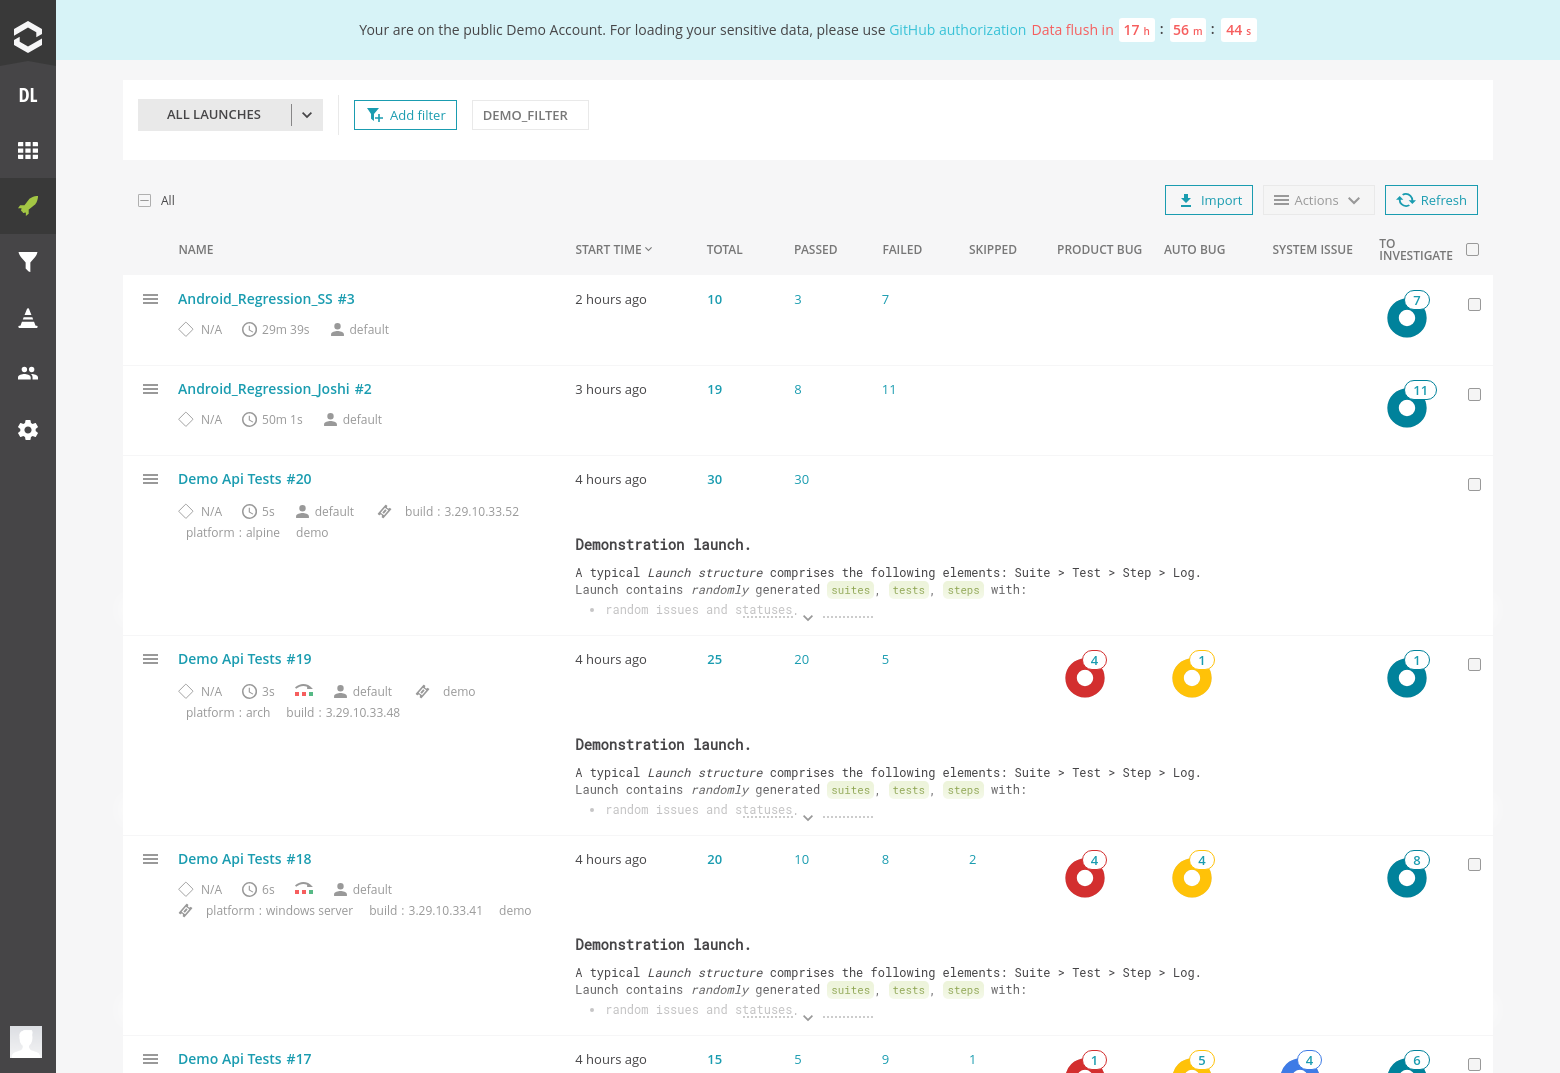 Your are on the public Demo Account. For loading your sensitive data, please use GitHub authorization Data flush in 17 h : 56 m : 44 s
DL
ALL LAUNCHES
Add filter
DEMO_FILTER
All
Import
Actions
Refresh
NAME START TIME TOTAL PASSED FAILED SKIPPED PRODUCT BUG AUTO BUG SYSTEM ISSUE TO INVESTIGATE
Android_Regression_SS #3 2 hours ago 10 3 7 7
N/A 29m 39s default
Android_Regression_Joshi #2 3 hours ago 19 8 11 11
N/A 50m 1s default
Demo Api Tests #20 4 hours ago 30 30
N/A 5s default build : 3.29.10.33.52
platform : alpine demo
Demonstration launch.
A typical Launch structure comprises the following elements: Suite > Test > Step > Log.
Launch contains randomly generated suites, tests, steps with:
• random issues and statuses,
Demo Api Tests #19 4 hours ago 25 20 5 4 1 1
N/A 3s default demo
platform : arch build : 3.29.10.33.48
Demonstration launch.
A typical Launch structure comprises the following elements: Suite > Test > Step > Log.
Launch contains randomly generated suites, tests, steps with:
• random issues and statuses,
Demo Api Tests #18 4 hours ago 20 10 8 2 4 4 8
N/A 6s default
platform : windows server build : 3.29.10.33.41 demo
Demonstration launch.
A typical Launch structure comprises the following elements: Suite > Test > Step > Log.
Launch contains randomly generated suites, tests, steps with:
• random issues and statuses,
Demo Api Tests #17 4 hours ago 15 5 9 1 1 5 4 6